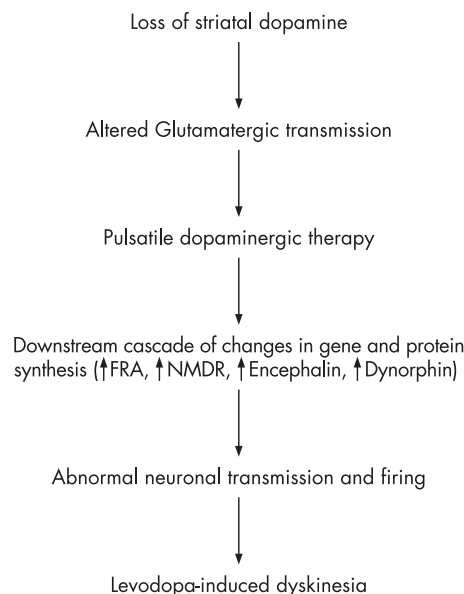 Loss of striatal dopamine
Altered Glutamatergic transmission
Pulsatile dopaminergic therapy
Downstream cascade of changes in gene and protein
synthesis (↑FRA, ↑NMDR, ↑Encephalin, ↑Dynorphin)
Abnormal neuronal transmission and firing
Levodopa-induced dyskinesia